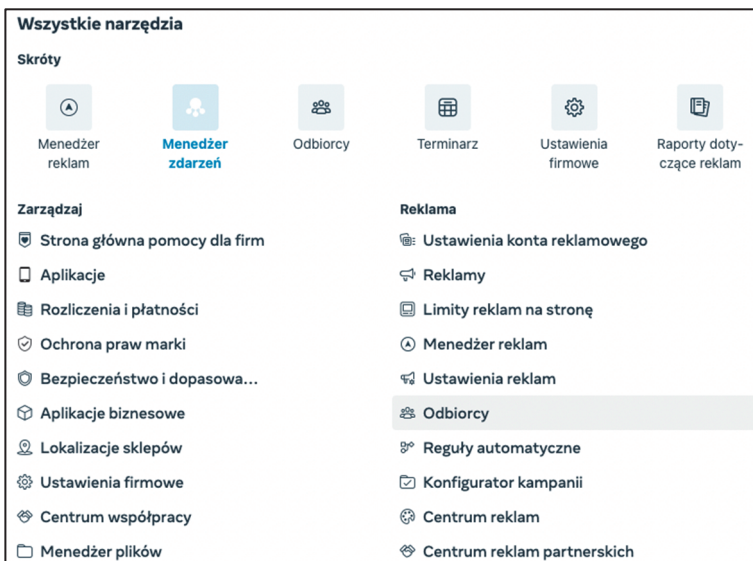 Wszystkie narzędzia
Skróty
Menedżer
reklam
Menedżer
zdarzeń
Odbiorcy
Terminarz
Ustawienia
firmowe
Raporty doty-
czące reklam
Zarządzaj
Strona główna pomocy dla firm
Aplikacje
Rozliczenia i płatności
Ochrona praw marki
Bezpieczeństwo i dopasowa...
Aplikacje biznesowe
Lokalizacje sklepów
Ustawienia firmowe
Centrum współpracy
Menedżer plików
Reklama
Ustawienia konta reklamowego
Reklamy
Limity reklam na stronę
Menedżer reklam
Ustawienia reklam
Odbiorcy
Reguły automatyczne
Konfigurator kampanii
Centrum reklam
Centrum reklam partnerskich